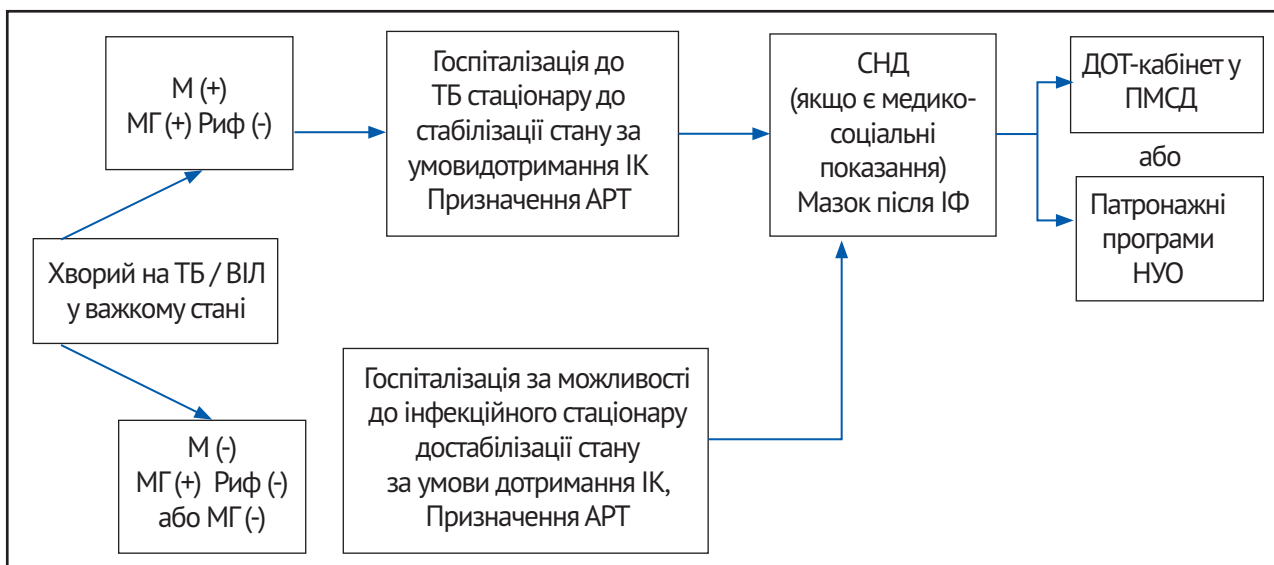 М (+)
МГ (+) Риф (-)
Госпіталізація до
ТБ стаціонару до
стабілізації стану за
умовидотримання ІК
Призначення АРТ
СНД
(якщо є медико-
соціальні
показання)
Мазок після ІФ
ДОТ-кабінет у
ПМСД
або
Патронажні
програми
НУО
Хворий на ТБ / ВІЛ
у важкому стані
Госпіталізація за можливості
до інфекційного стаціонару
достабілізації стану
за умови дотримання ІК,
Призначення АРТ
М (-)
МГ (+) Риф (-)
або МГ (-)